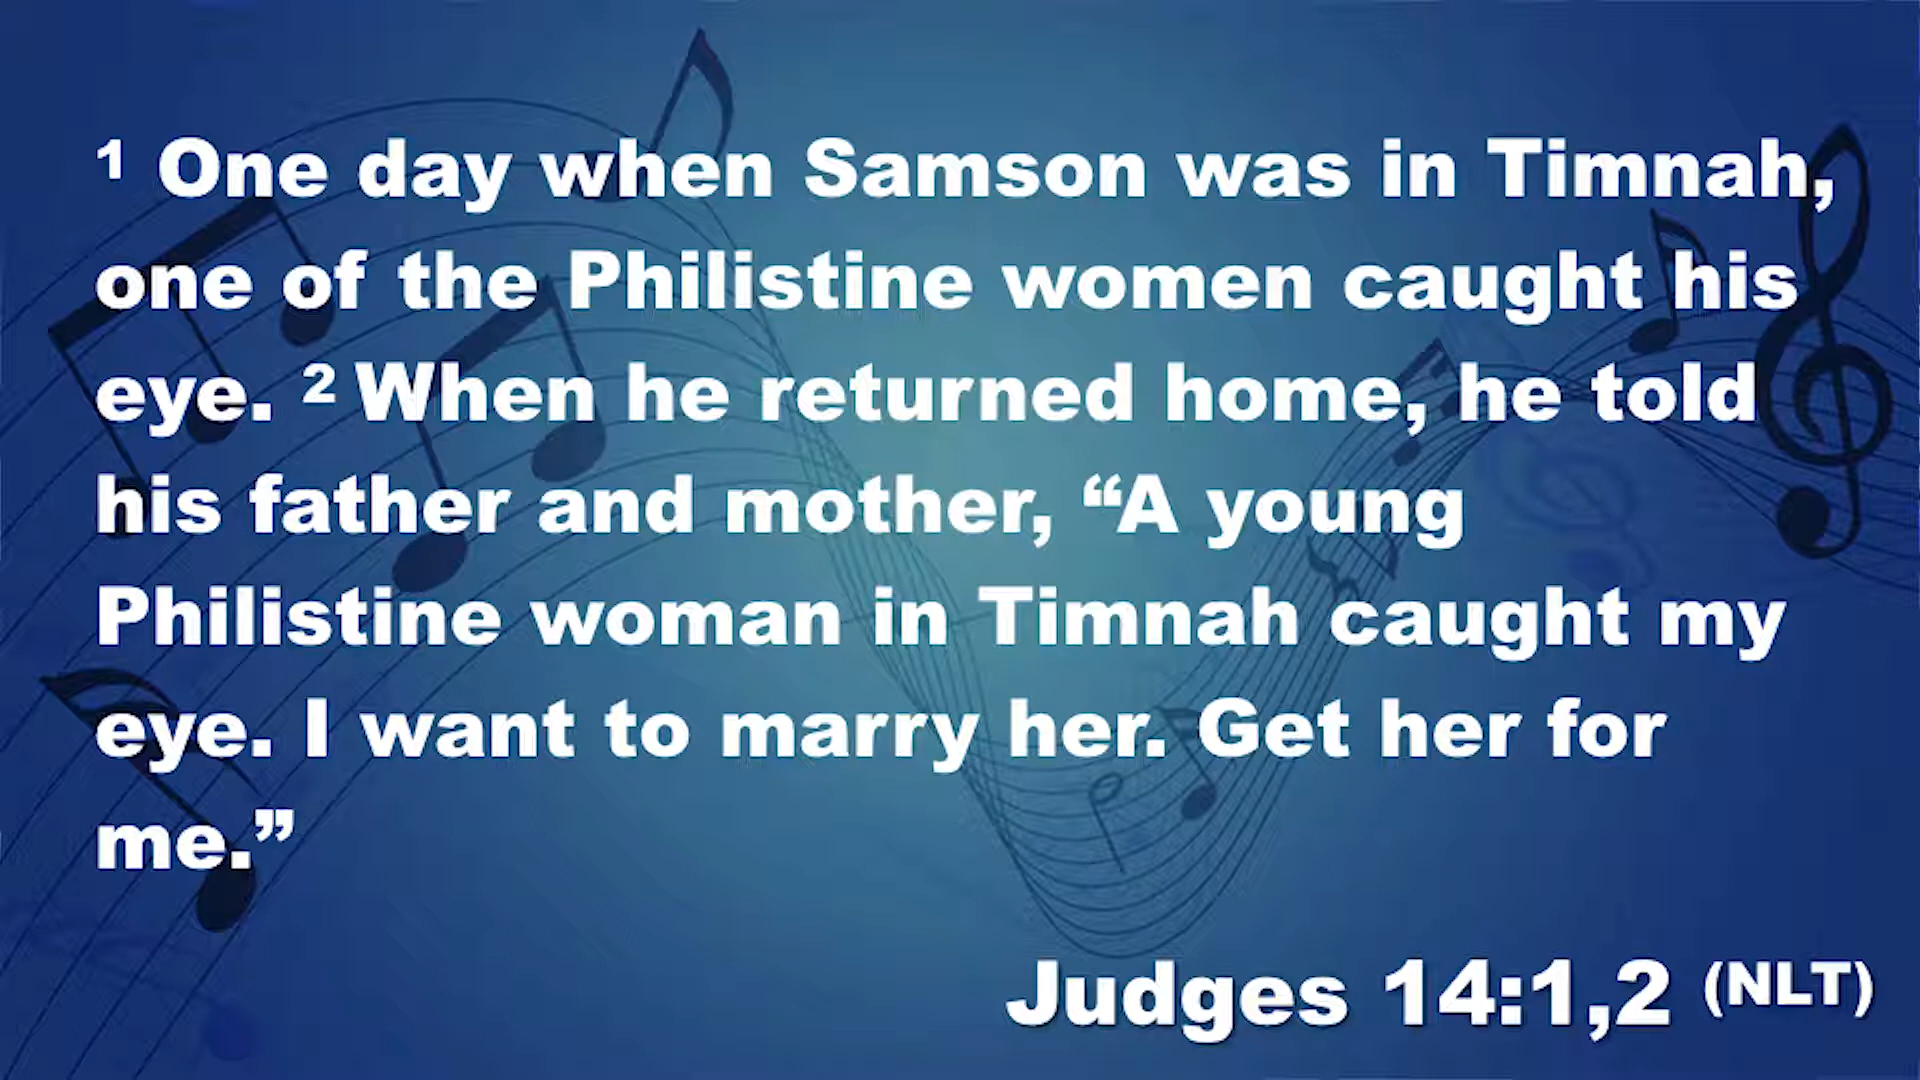 ¹ One day when Samson was in Timnah,
one of the Philistine women caught his
eye. ² When he returned home, he told
his father and mother, “A young
Philistine woman in Timnah caught my
eye. I want to marry her. Get her for
me.”
Judges 14:1,2 (NLT)